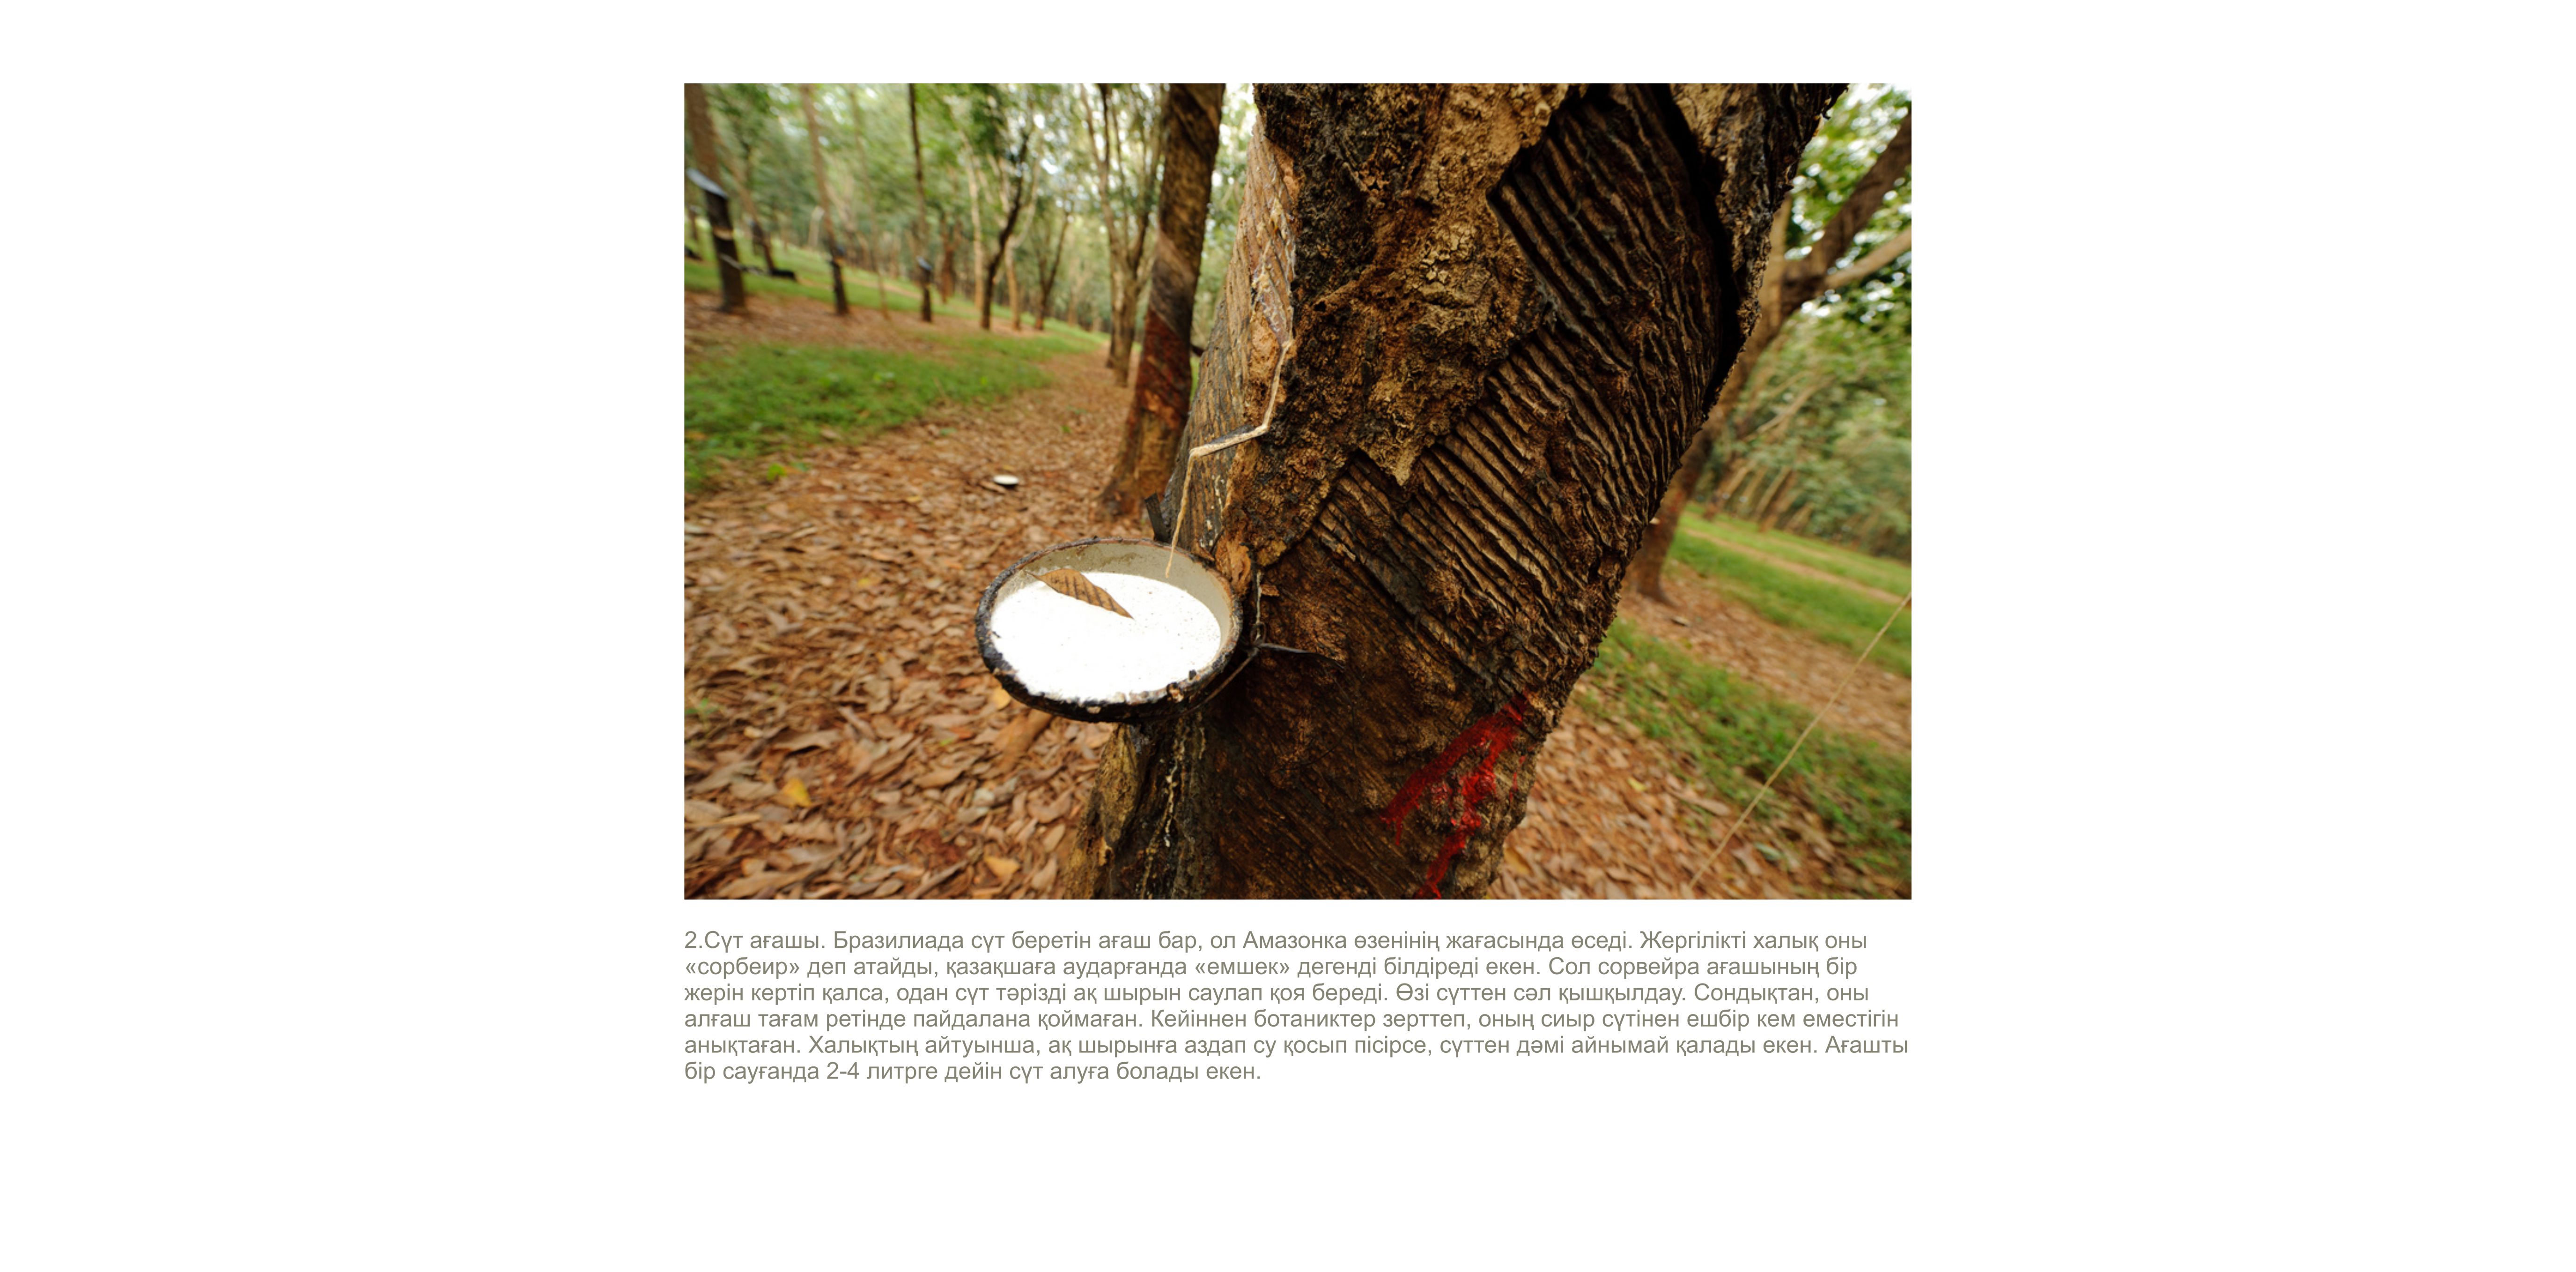 2.Сүт ағашы. Бразилиада сүт беретін ағаш бар, ол Амазонка өзенінің жағасында өседі. Жергілікті халық оны
«сорбеир» деп атайды, қазақшаға аударғанда «емшек» дегенді білдіреді екен. Сол сорвейра ағашының бір
жерін кертіп қалса, одан сүт тәрізді ақ шырын саулап қоя береді. Өзі сүттен сәл қышқылдау. Сондықтан, оны
алғаш тағам ретінде пайдалана қоймаған. Кейіннен ботаниктер зерттеп, оның сиыр сүтінен ешбір кем еместігін
анықтаған. Халықтың айтуынша, ақ шырынға аздап су қосып пісірсе, сүттен дәмі айнымай қалады екен. Ағашты
бір сауғанда 2-4 литрге дейін сүт алуға болады екен.